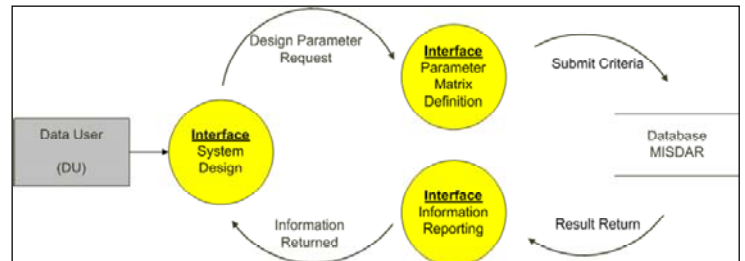 Design Parameter
Request
Interface
Parameter
Matrix
Definition
Submit Criteria
Data User
(DU)
Interface
System
Design
Database
MISDAR
Interface
Information
Reporting
Information
Returned
Result Return